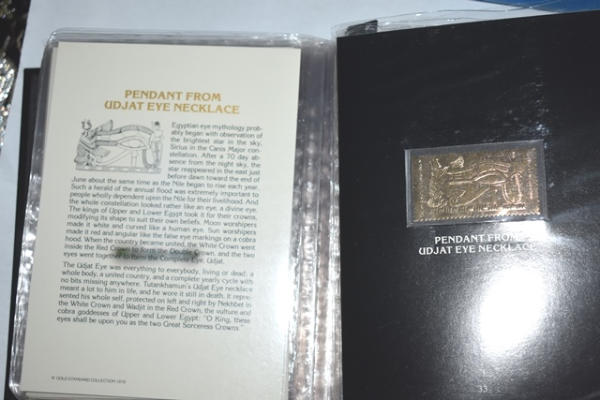 PENDANT FROM
UDJAT EYE NECKLACE
Egyptian eye mythology prob-
ably began with observation of
the brightest star in the sky,
Sirius in the Canis Major con-
stellation. After a 70 day ab-
sence from the night sky, the
star reappeared in the east just
before dawn toward the end of
June about the same time as the Nile began to rise each year.
Such a herald of the annual flood was extremely important to
people wholly dependent upon the Nile for their livelihood. And
the whole constellation looked rather like an eye, a divine eye.
The kings of Upper and Lower Egypt took it for their crowns,
modifying its shape to suit their own beliefs. Moon worshipers
made it white and curved like a human eye. Sun worshipers
made it red and angular like the false eye markings on a cobra
hood. When the country became united, the White Crown went
inside the Red Crown to form the Double Crown, and the two
eyes went together to form the Complete Eye, Udjat.
The Udjat Eye was everything to everybody, living or dead; a
whole body, a united country, and a complete yearly cycle with
no bits missing anywhere. Tutankhamun's Udjat Eye necklace
meant a lot to him in life, and he wore it still in death; it repre-
sented his whole self, protected on left and right by Nekhbet in
the White Crown and Wadjit in the Red Crown, the vulture and
cobra goddesses of Upper and Lower Egypt: "O King, these
eyes shall be upon you as the two Great Sorceress Crowns."
GOLD STANDARD COLLECTION
PENDANT FROM
UDJAT EYE NECKLACE
33